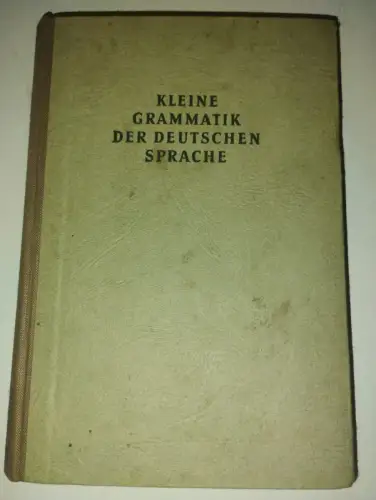 KLEINE
GRAMMATIK
DER DEUTSCHEN
SPRACHE